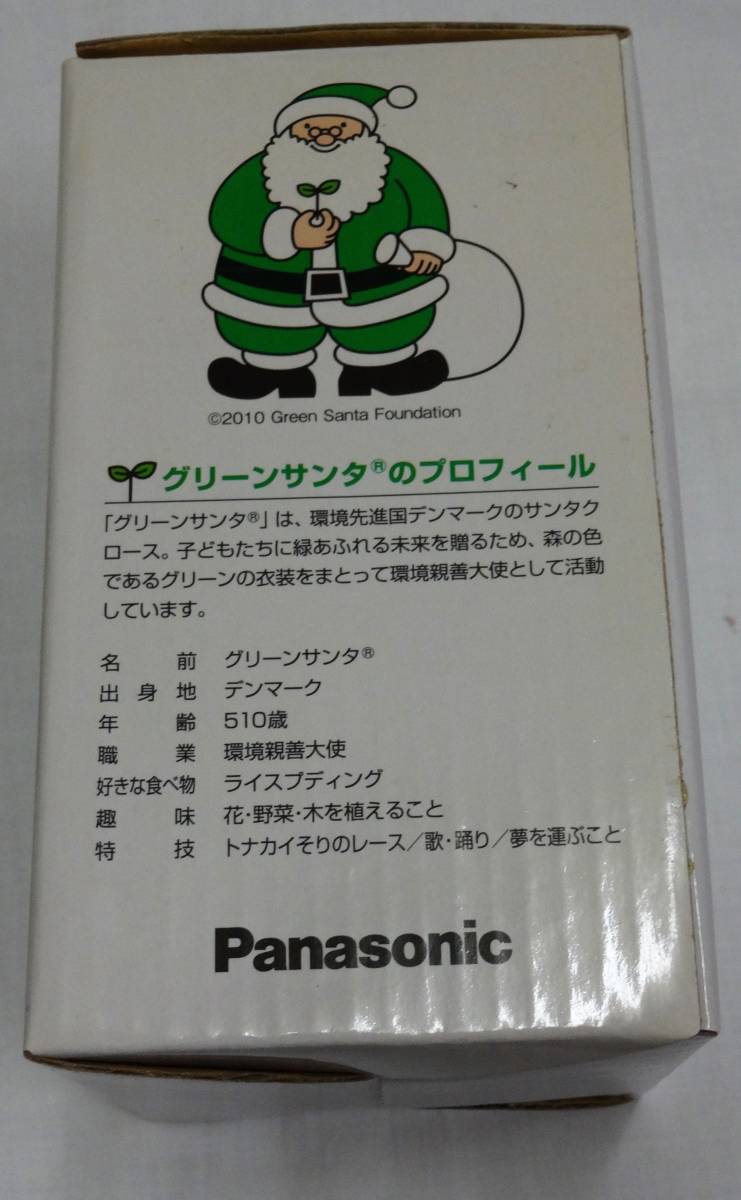 ©2010 Green Santa Foundation
グリーンサンタ®のプロフィール
「グリーンサンタ®」は、環境先進国デンマークのサンタク
ロース。子どもたちに緑あふれる未来を贈るため、森の色
であるグリーンの衣装をまとって環境親善大使として活動
しています。
名前 グリーンサンタ®
出身地 デンマーク
年齢 510歳
職業 環境親善大使
好きな食べ物 ライスプディング
趣味 花・野菜・木を植えること
特技 トナカイそりのレース/歌・踊り/夢を運ぶこと
Panasonic